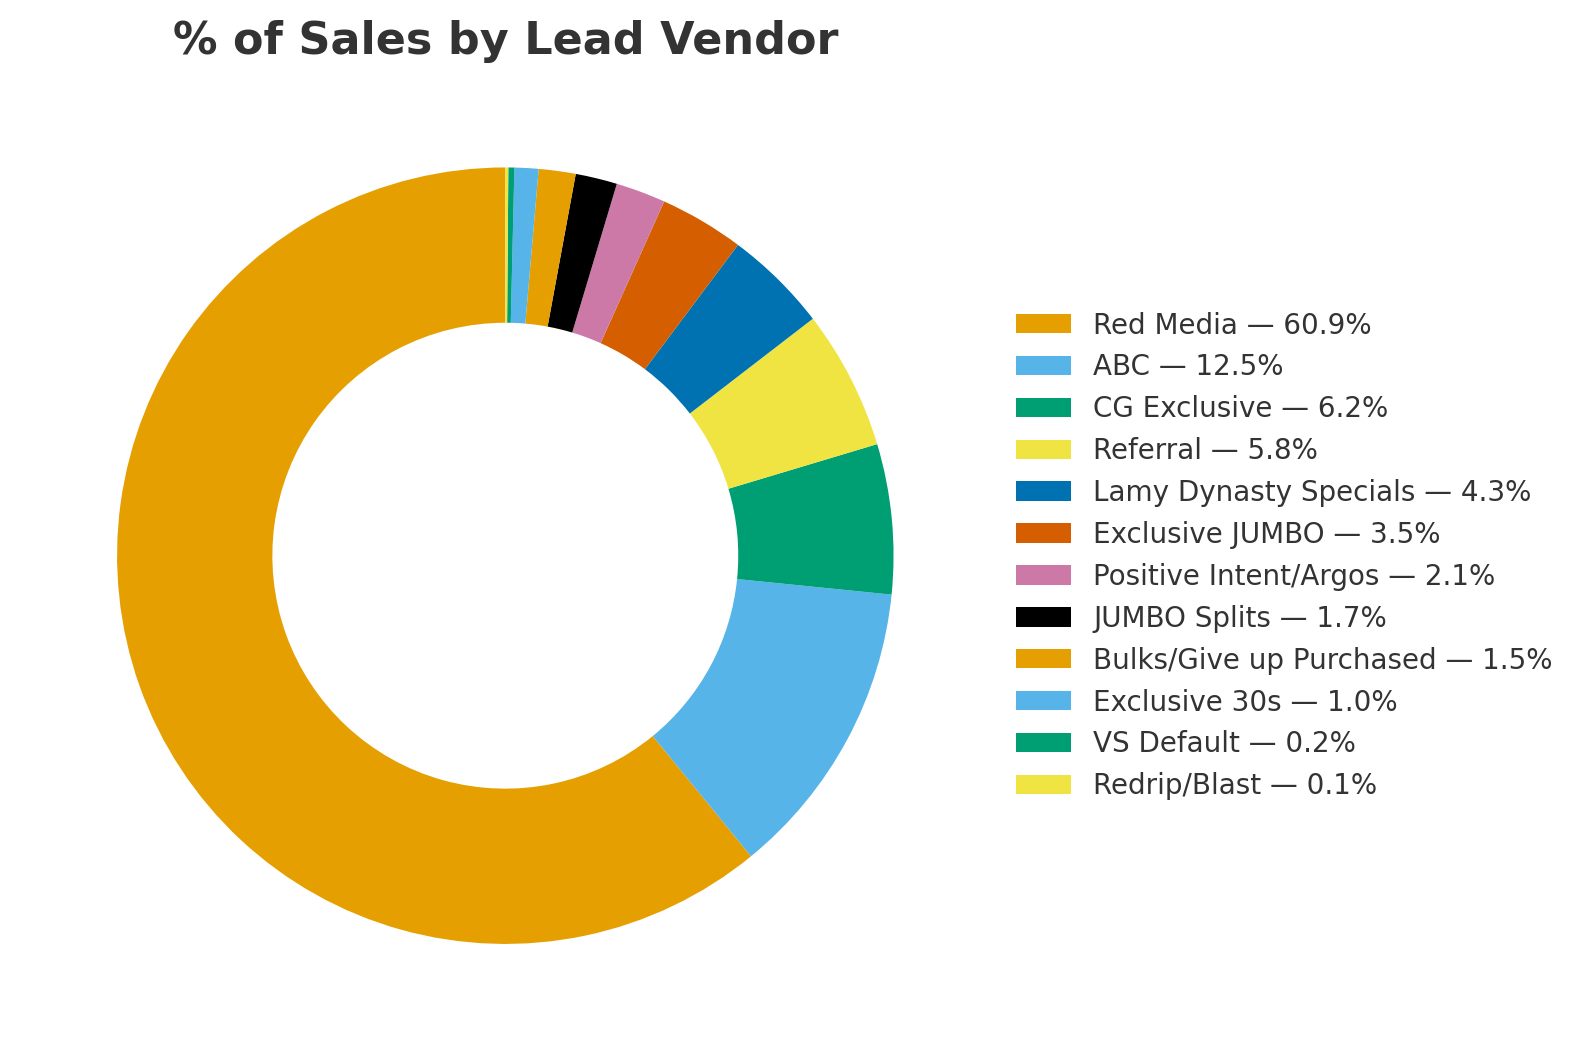 % of Sales by Lead Vendor
Red Media — 60.9%
ABC — 12.5%
CG Exclusive — 6.2%
Referral — 5.8%
Lamy Dynasty Specials — 4.3%
Exclusive JUMBO — 3.5%
Positive Intent/Argos — 2.1%
JUMBO Splits — 1.7%
Bulks/Give up Purchased — 1.5%
Exclusive 30s — 1.0%
VS Default — 0.2%
Redrip/Blast — 0.1%